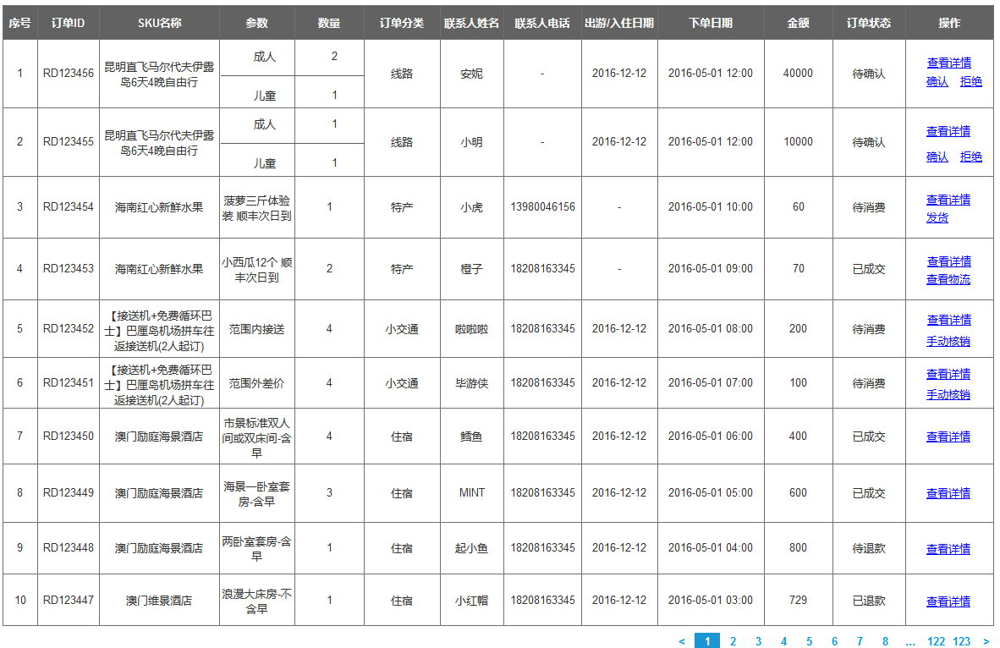 序号 订单ID SKU名称 参数 数量 订单分类 联系人姓名 联系人电话 出游/入住日期 下单日期 金额 订单状态 操作
1 RD123456 昆明直飞马尔代夫伊露
岛6天4晚自由行 成人 2
儿童 1 线路 安妮 - 2016-12-12 2016-05-01 12:00 40000 待确认 查看详情
确认 拒绝
2 RD123455 昆明直飞马尔代夫伊露
岛6天4晚自由行 成人 1
儿童 1 线路 小明 - 2016-12-12 2016-05-01 12:00 10000 待确认 查看详情
确认 拒绝
3 RD123454 海南红心新鲜水果 菠萝三斤体验
装 顺丰次日到 1 特产 小虎 13980046156 - 2016-05-01 10:00 60 待消费 查看详情
发货
4 RD123453 海南红心新鲜水果 小西瓜12个 顺
丰次日到 2 特产 橙子 18208163345 - 2016-05-01 09:00 70 已成交 查看详情
查看物流
5 RD123452 【接送机+免费循环巴
士】巴厘岛机场拼车往
返接送机(2人起订) 范围内接送 4 小交通 啦啦啦 18208163345 2016-12-12 2016-05-01 08:00 200 待消费 查看详情
手动核销
6 RD123451 【接送机+免费循环巴
士】巴厘岛机场拼车往
返接送机(2人起订) 范围外差价 4 小交通 毕游侠 18208163345 2016-12-12 2016-05-01 07:00 100 待消费 查看详情
手动核销
7 RD123450 澳门励庭海景酒店 市景标准双人
间或双床间-含
早 4 住宿 鳕鱼 18208163345 2016-12-12 2016-05-01 06:00 400 已成交 查看详情
8 RD123449 澳门励庭海景酒店 海景一卧室套
房-含早 3 住宿 MINT 18208163345 2016-12-12 2016-05-01 05:00 600 已成交 查看详情
9 RD123448 澳门励庭海景酒店 两卧室套房-含
早 1 住宿 起小鱼 18208163345 2016-12-12 2016-05-01 04:00 800 待退款 查看详情
10 RD123447 澳门维景酒店 浪漫大床房-不
含早 1 住宿 小红帽 18208163345 2016-12-12 2016-05-01 03:00 729 已退款 查看详情
< 1 2 3 4 5 6 7 8 ... 122 123 >